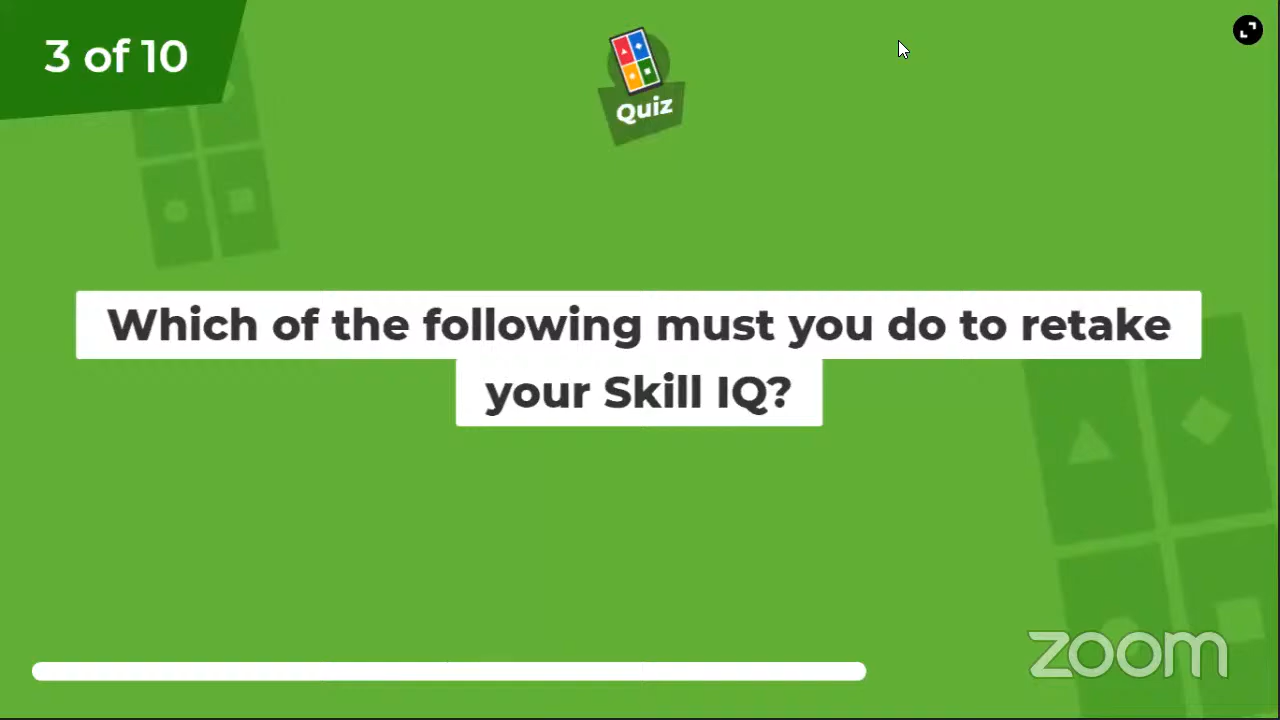 3 of 10
Quiz
Which of the following must you do to retake
your Skill IQ?
zoom